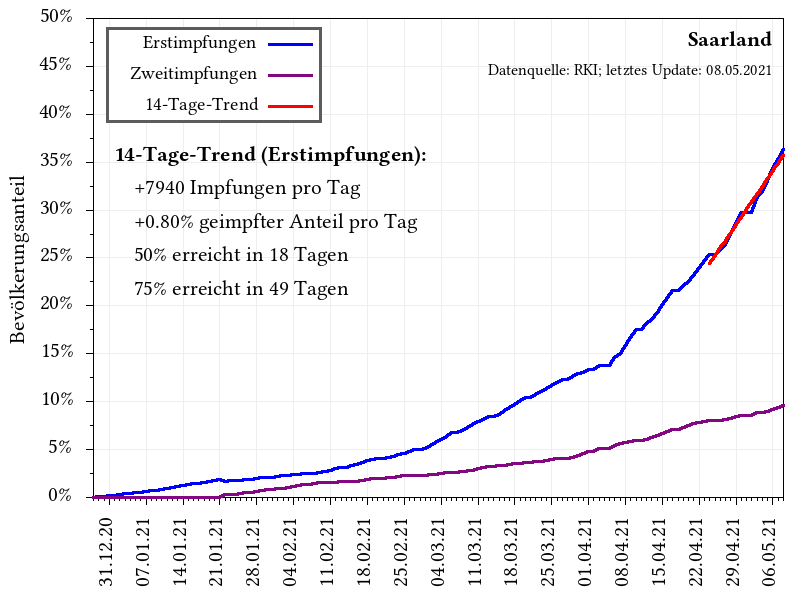 50%
45%
40%
35%
30%
25%
20%
15%
10%
5%
0%
Bevölkerungsanteil
Erstimpfungen
Zweitimpfungen
14-Tage-Trend
Saarland
Datenquelle: RKI; letztes Update: 08.05.2021
14-Tage-Trend (Erstimpfungen):
+7940 Impfungen pro Tag
+0.80% geimpfter Anteil pro Tag
50% erreicht in 18 Tagen
75% erreicht in 49 Tagen
31.12.20
07.01.21
14.01.21
21.01.21
28.01.21
04.02.21
11.02.21
18.02.21
25.02.21
04.03.21
11.03.21
18.03.21
25.03.21
01.04.21
08.04.21
15.04.21
22.04.21
29.04.21
06.05.21